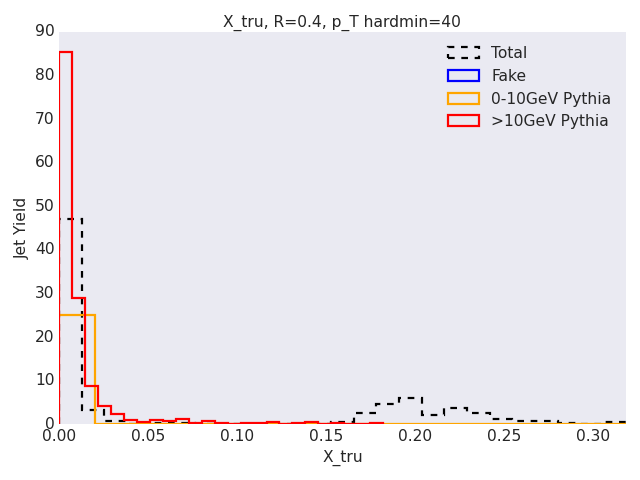 X_tru, R=0.4, p_T hardmin=40
90
80
70
60
50
40
30
20
10
0
Jet Yield
Total
Fake
0-10GeV Pythia
>10GeV Pythia
0.00 0.05 0.10 0.15 0.20 0.25 0.30
X_tru